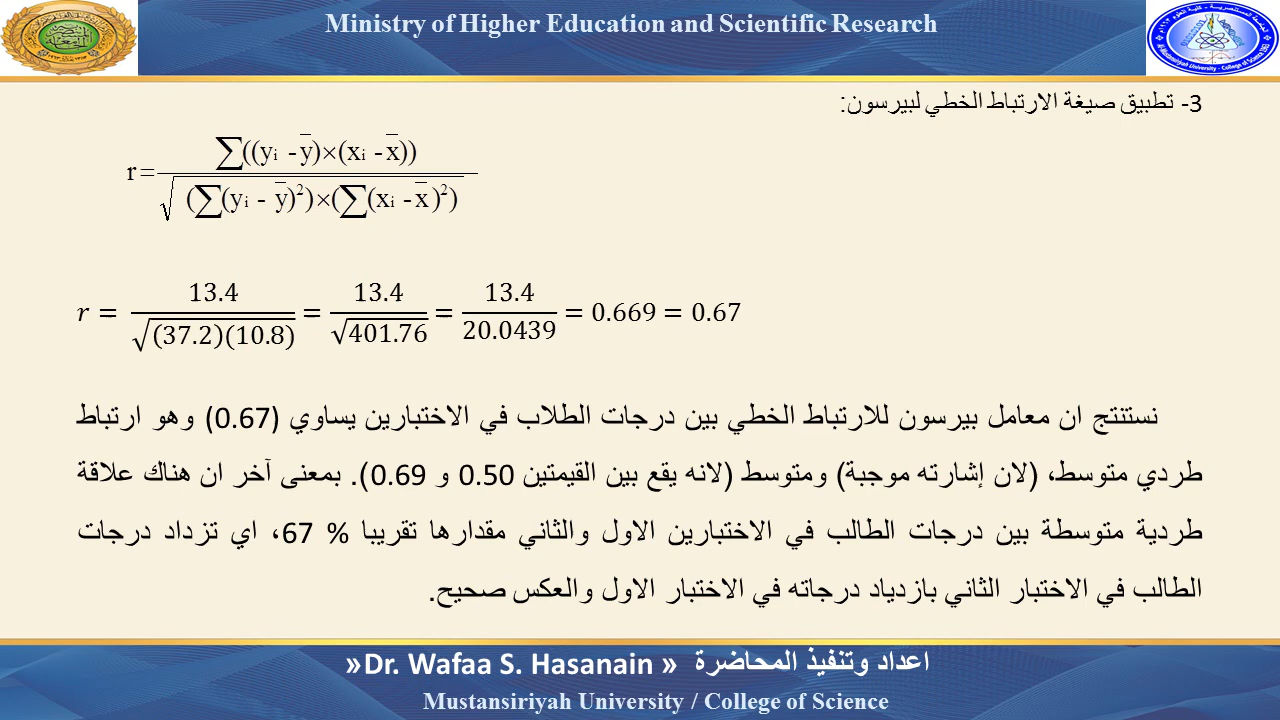 Ministry of Higher Education and Scientific Research
3- تطبيق صيغة الارتباط الخطي لبيرسون:
r = ∑((yᵢ - y̅)×(xᵢ - x̅)) / √((∑(yᵢ - y̅)²)×(∑(xᵢ - x̅)²))
r = 13.4 / √((37.2)(10.8)) = 13.4 / √401.76 = 13.4 / 20.0439 = 0.669 = 0.67
نستنتج ان معامل بيرسون للارتباط الخطي بين درجات الطلاب في الاختبارين يساوي (0.67) وهو ارتباط
طردي متوسط، (لان إشارته موجبة) ومتوسط (لانه يقع بين القيمتين 0.50 و 0.69). بمعنى آخر ان هناك علاقة
طردية متوسطة بين درجات الطالب في الاختبارين الاول والثاني مقدارها تقريبا % 67، اي تزداد درجات
الطالب في الاختبار الثاني بازدياد درجاته في الاختبار الاول والعكس صحيح.
اعداد وتنفيذ المحاضرة « Dr. Wafaa S. Hasanain»
Mustansiriyah University / College of Science